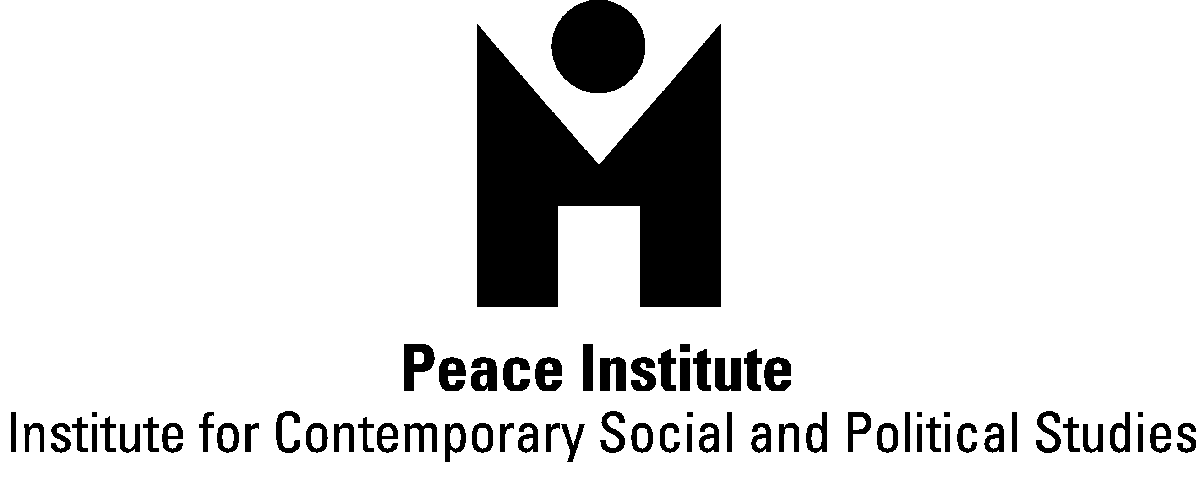 Peace Institute
Institute for Contemporary Social and Political Studies